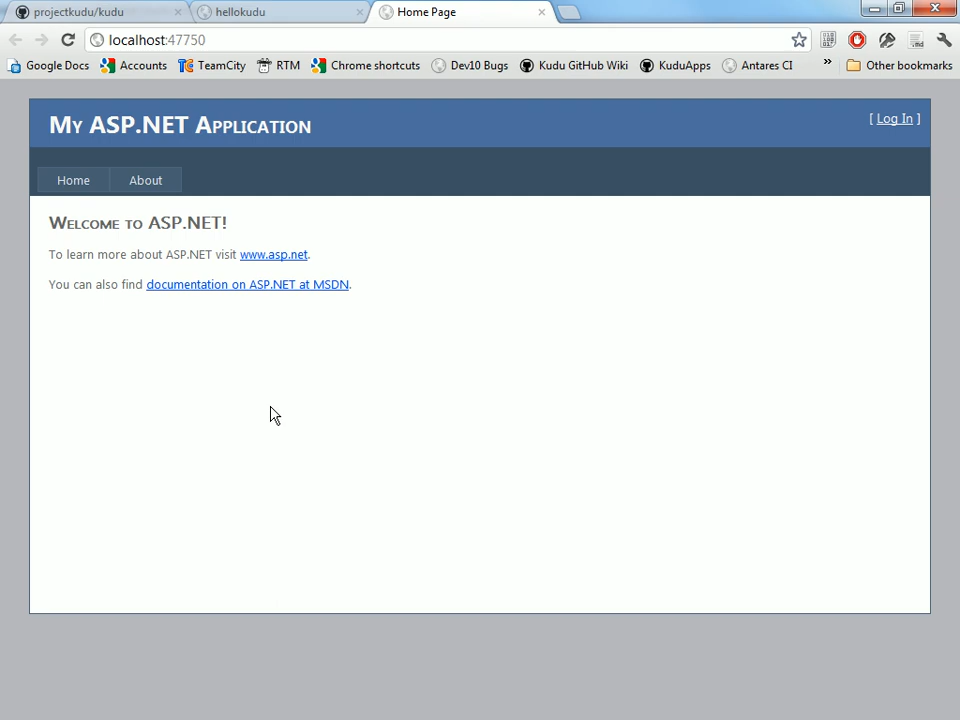 projectkudu/kudu
hellokudu
Home Page
localhost:47750
Google Docs Accounts TeamCity RTM Chrome shortcuts Dev10 Bugs Kudu GitHub Wiki KuduApps Antares CI » Other bookmarks
My ASP.NET Application
[ Log In ]
Home About
Welcome to ASP.NET!
To learn more about ASP.NET visit www.asp.net.
You can also find documentation on ASP.NET at MSDN.